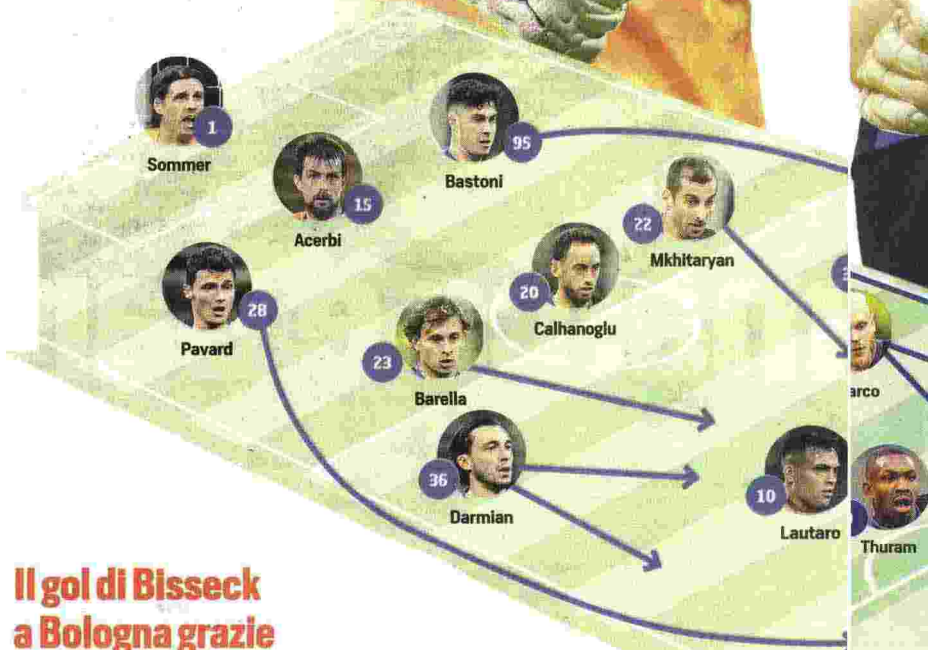 1
Sommer
15
Acerbi
95
Bastoni
22
Mkhitaryan
20
Calhanoglu
28
Pavard
23
Barella
arco
36
Darmian
10
Lautaro
Thuram
Il gol di Bisseck
a Bologna grazie